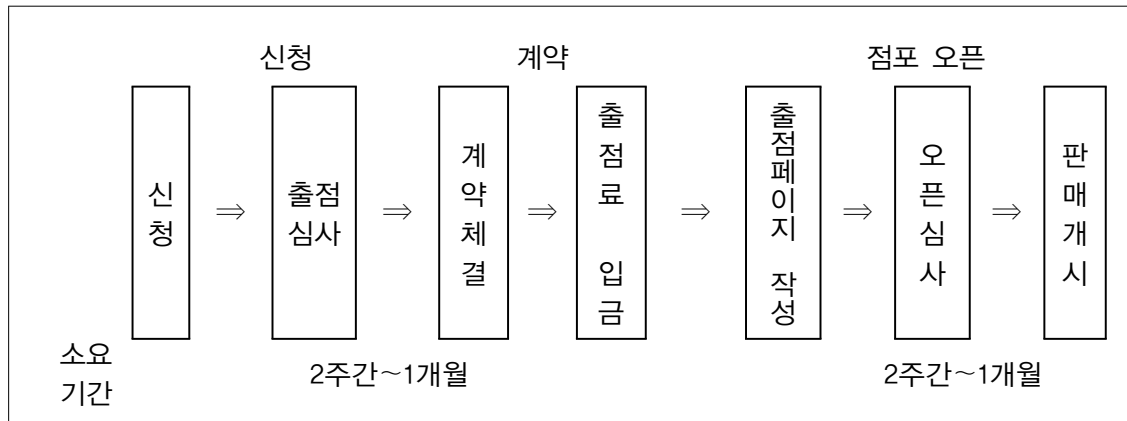 신청
계약
점포 오픈
신청
⇒
출점
심사
⇒
계약체결
⇒
출점료 입금
⇒
출점페이지 작성
⇒
오픈심사
⇒
판매개시
소요
기간
2주간~1개월
2주간~1개월